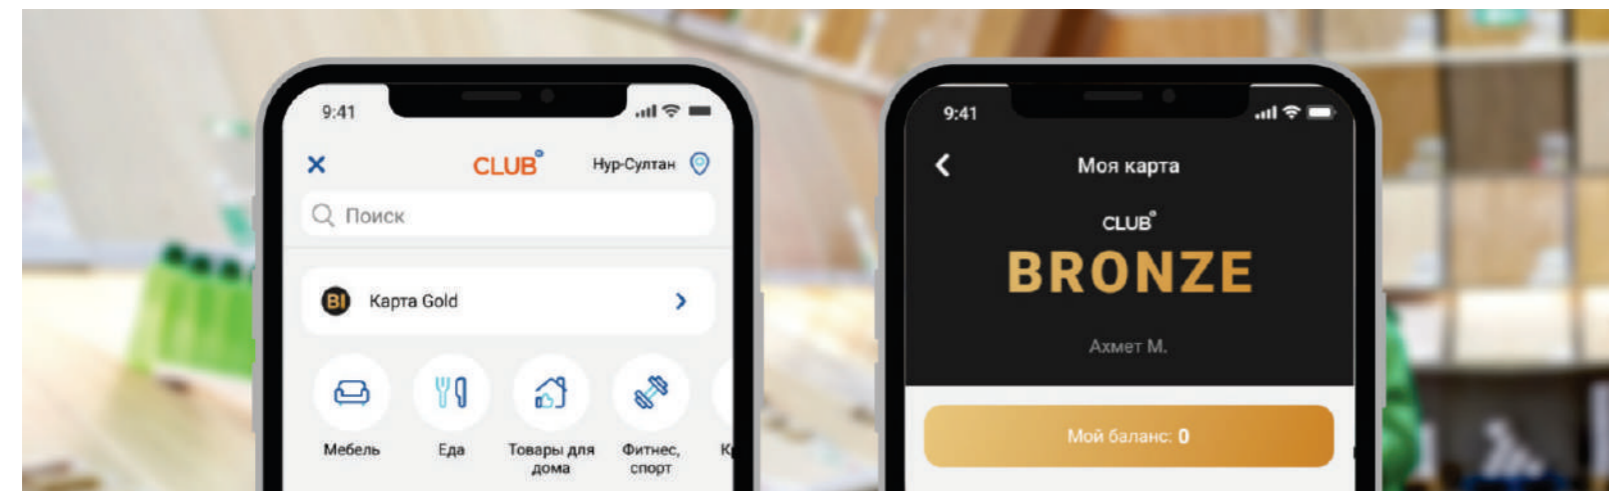 9:41
CLUB
Нур-Султан
Поиск
BI Карта Gold
Мебель
Еда
Товары для
дома
Фитнес,
спорт
9:41
Моя карта
CLUB
BRONZE
Ахмет М.
Мой баланс: 0